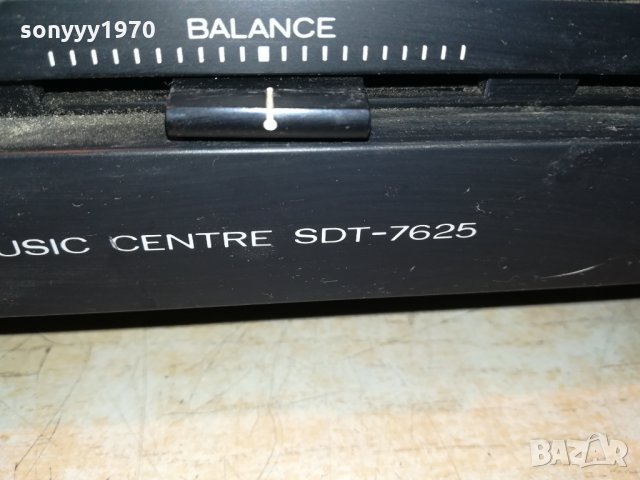 sonyyy1970
BALANCE
USIC CENTRE SDT-7625
BAZAR